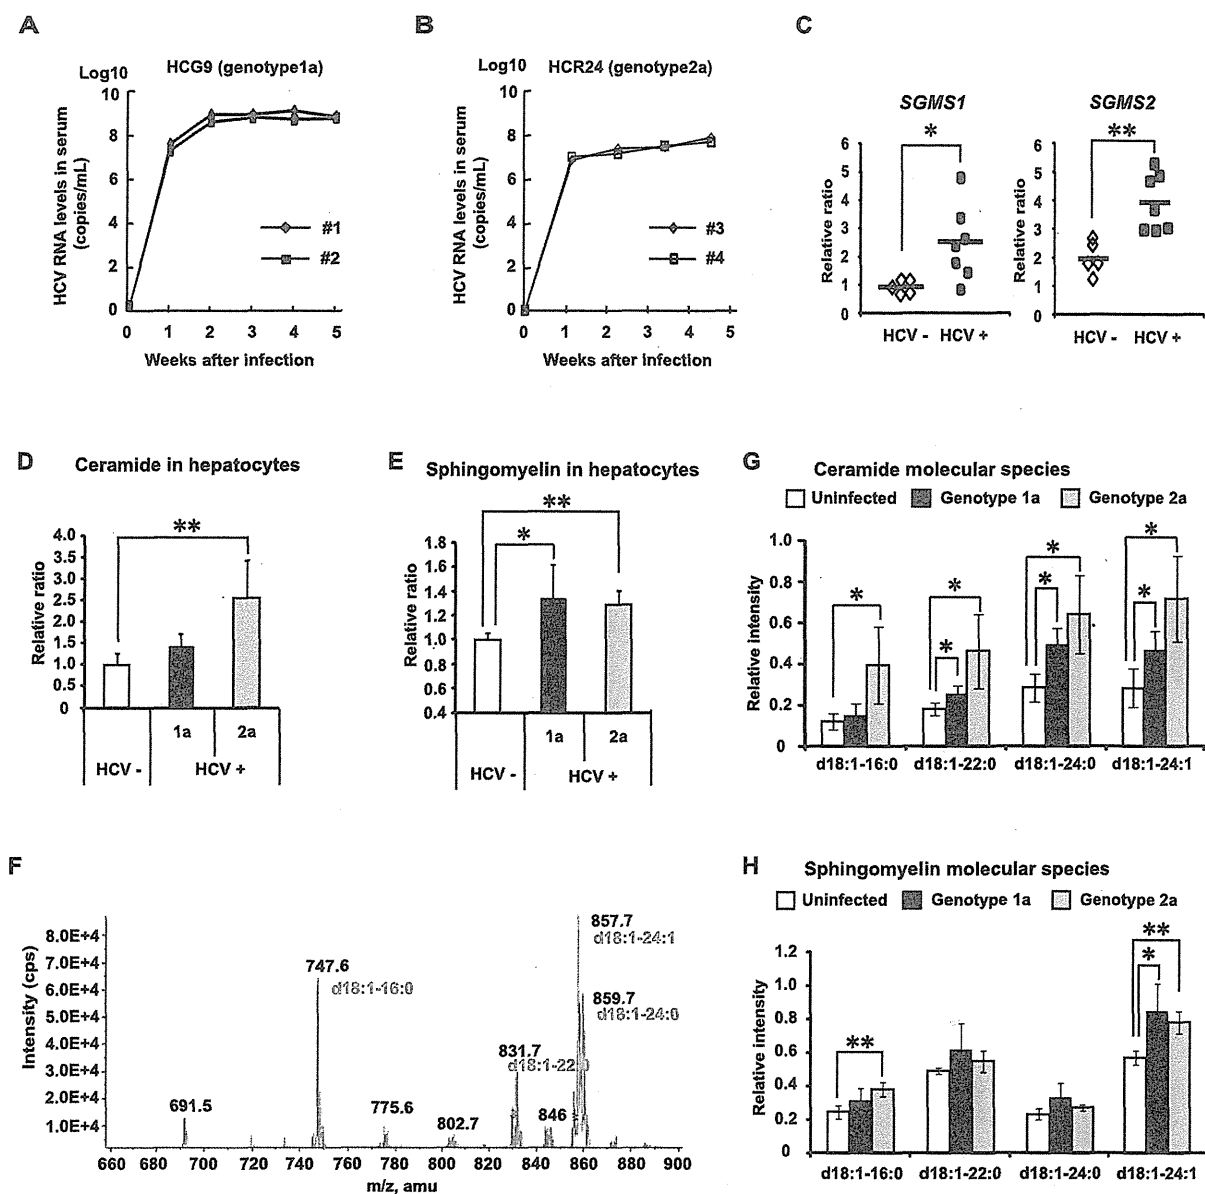 A
Log10
HCG9 (genotype1a)
HCV RNA levels in serum
(copies/mL)
10
8
6
4
2
0
#1
#2
0 1 2 3 4 5
Weeks after infection
B
Log10
HCR24 (genotype2a)
HCV RNA levels in serum
(copies/mL)
10
8
6
4
2
0
#3
#4
0 1 2 3 4 5
Weeks after infection
C
SGMS1
*
Relative ratio
6
5
4
3
2
1
0
HCV - HCV +
SGMS2
**
Relative ratio
6
5
4
3
2
1
0
HCV - HCV +
D
Ceramide in hepatocytes
**
Relative ratio
4.0
3.5
3.0
2.5
2.0
1.5
1.0
0.5
0
1a 2a
HCV - HCV +
E
Sphingomyelin in hepatocytes
**
*
Relative ratio
1.8
1.6
1.4
1.2
1.0
0.8
0.6
0.4
1a 2a
HCV - HCV +
G
Ceramide molecular species
Uninfected Genotype 1a Genotype 2a
Relative intensity
1.0
0.8
0.6
0.4
0.2
0
*
* *
* *
* *
d18:1-16:0 d18:1-22:0 d18:1-24:0 d18:1-24:1
F
Intensity (cps)
8.0E+4
7.0E+4
6.0E+4
5.0E+4
4.0E+4
3.0E+4
2.0E+4
1.0E+4
691.5
747.6
d18:1-16:0
775.6
802.7
831.7
d18:1-22:0
846
857.7
d18:1-24:1
859.7
d18:1-24:0
660 680 700 720 740 760 780 800 820 840 860 880 900
m/z, amu
H
Sphingomyelin molecular species
Uninfected Genotype 1a Genotype 2a
Relative intensity
1.2
1.0
0.8
0.6
0.4
0.2
0
**
**
*
d18:1-16:0 d18:1-22:0 d18:1-24:0 d18:1-24:1